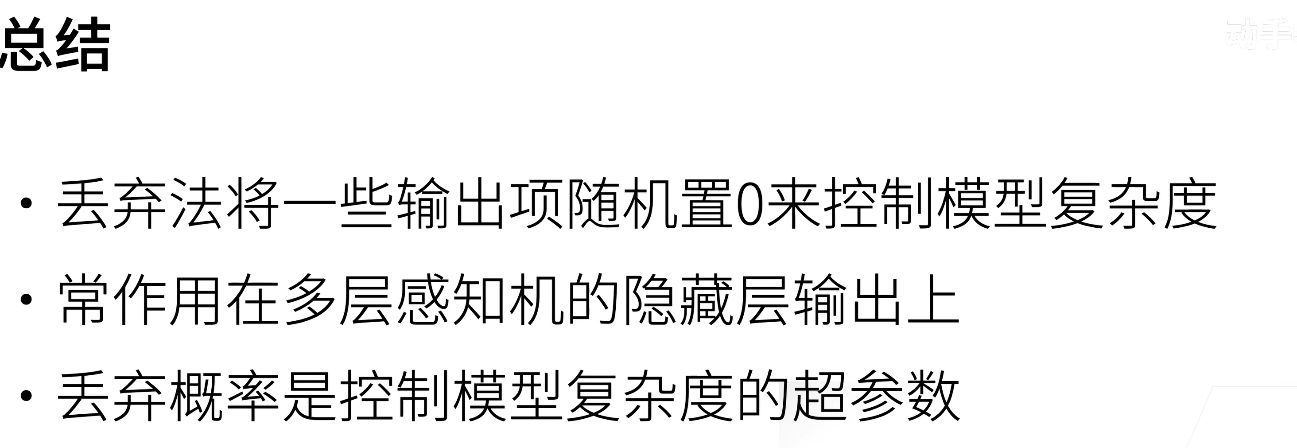 总结
动手
• 丢弃法将一些输出项随机置0来控制模型复杂度
• 常作用在多层感知机的隐藏层输出上
• 丢弃概率是控制模型复杂度的超参数